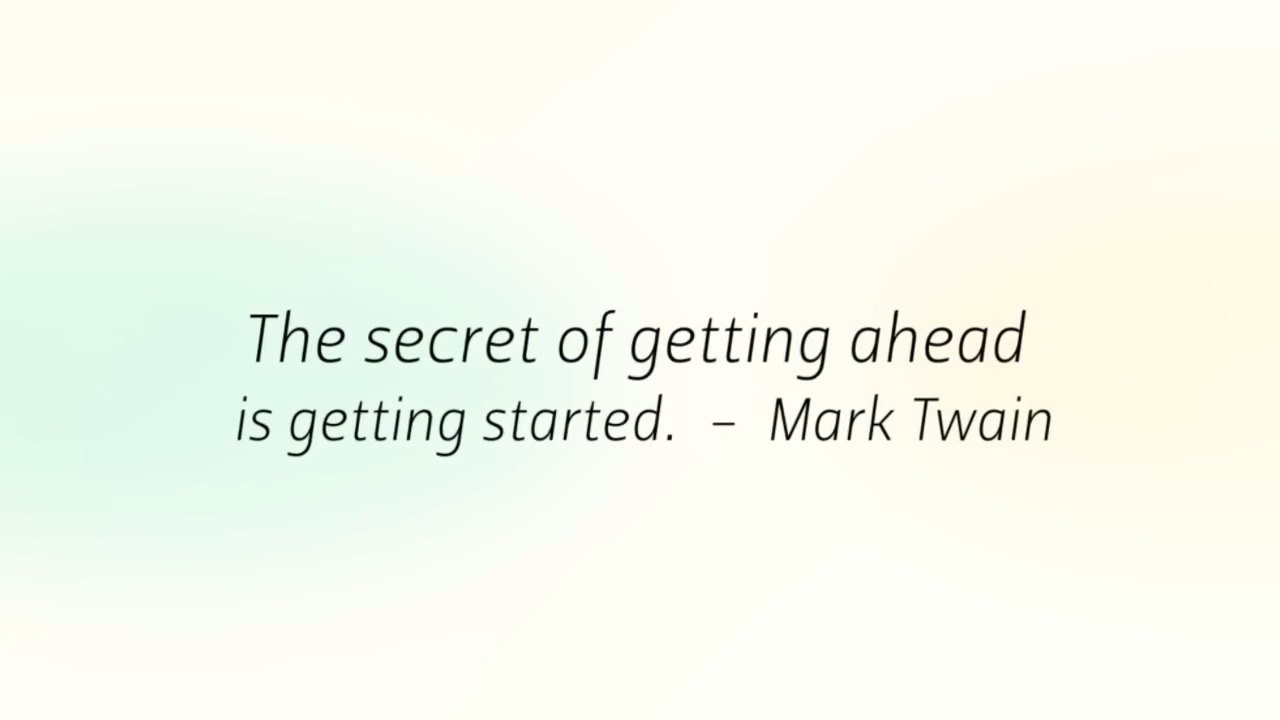 The secret of getting ahead
is getting started. – Mark Twain